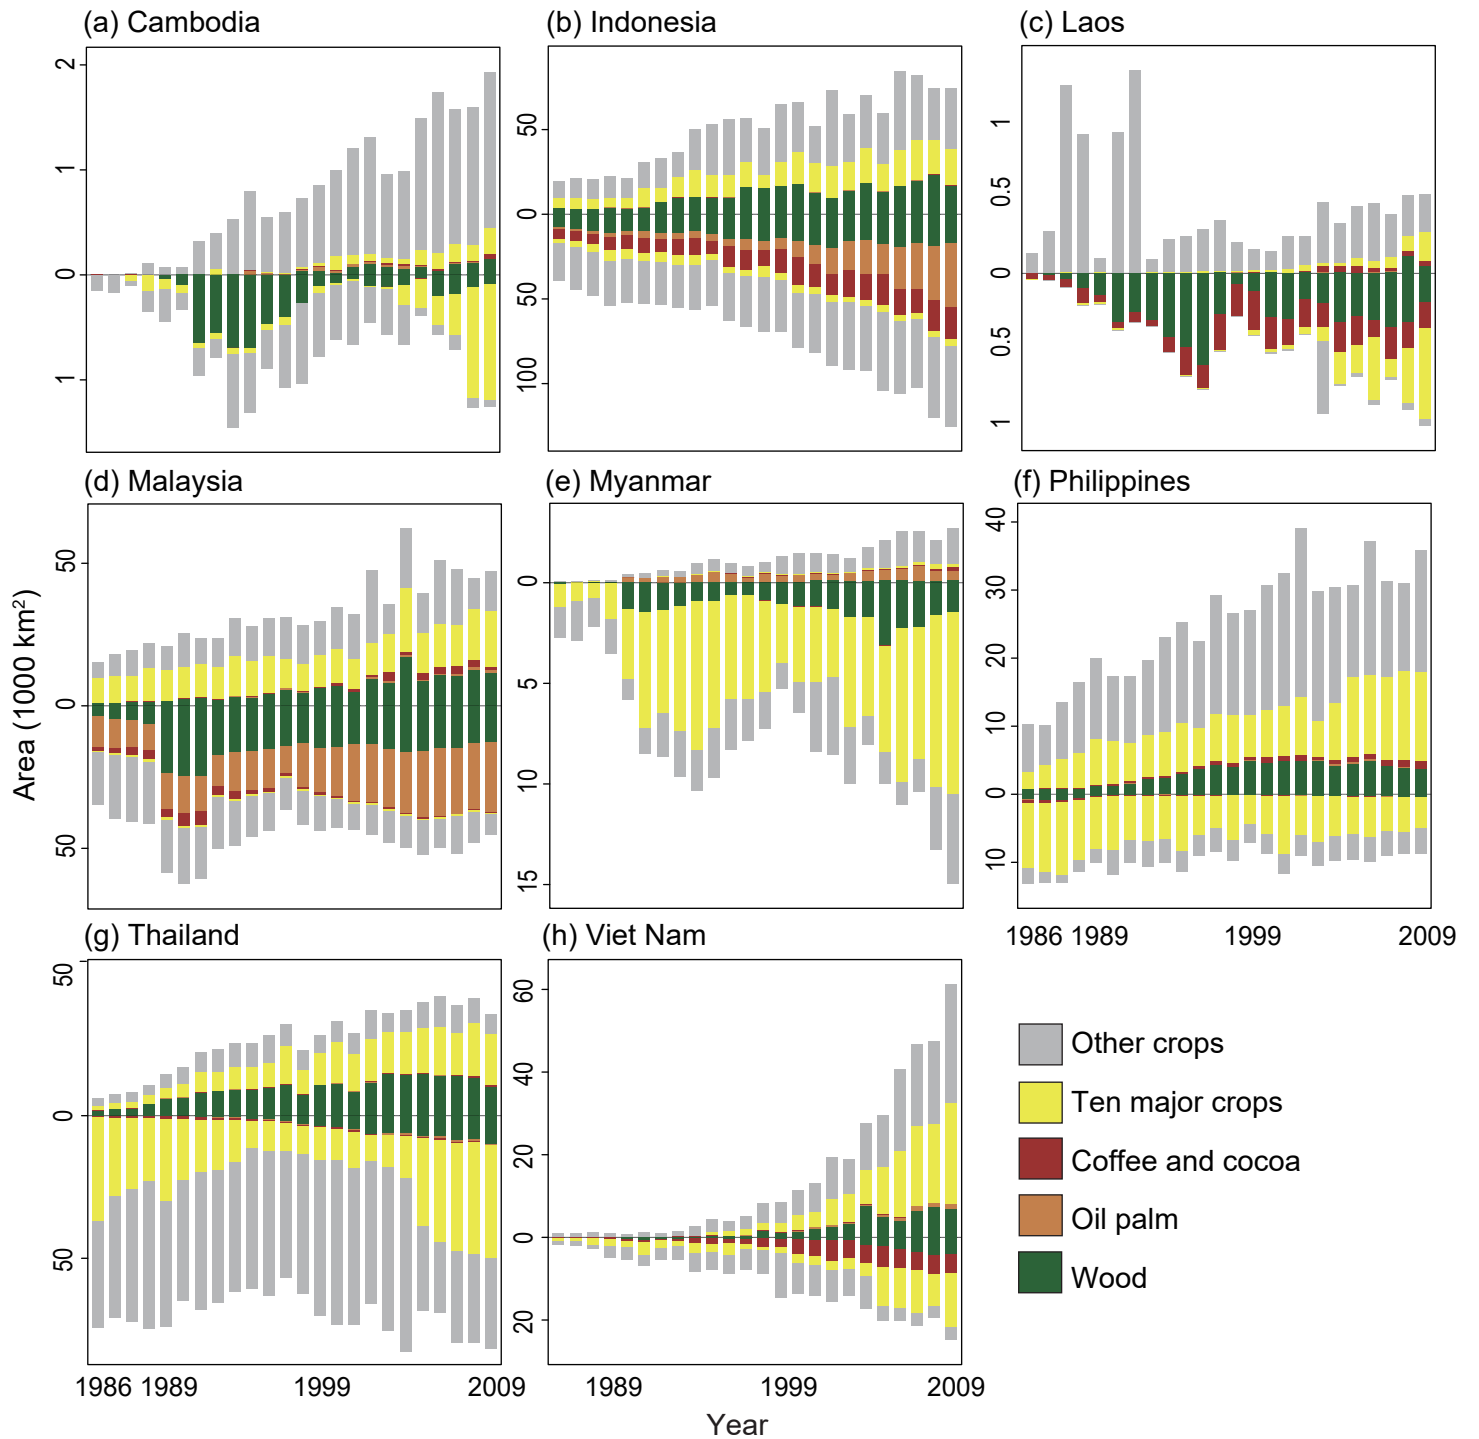 (a) Cambodia
(b) Indonesia
(c) Laos
2
1
0
1
50
0
50
100
1
0.5
0
0.5
1
(d) Malaysia
(e) Myanmar
(f) Philippines
50
0
50
0
5
10
15
40
30
20
10
0
10
1986 1989 1999 2009
Area (1000 km²)
(g) Thailand
(h) Viet Nam
50
0
50
60
40
20
0
20
1986 1989 1999 2009
1989 1999 2009
Year
Other crops
Ten major crops
Coffee and cocoa
Oil palm
Wood